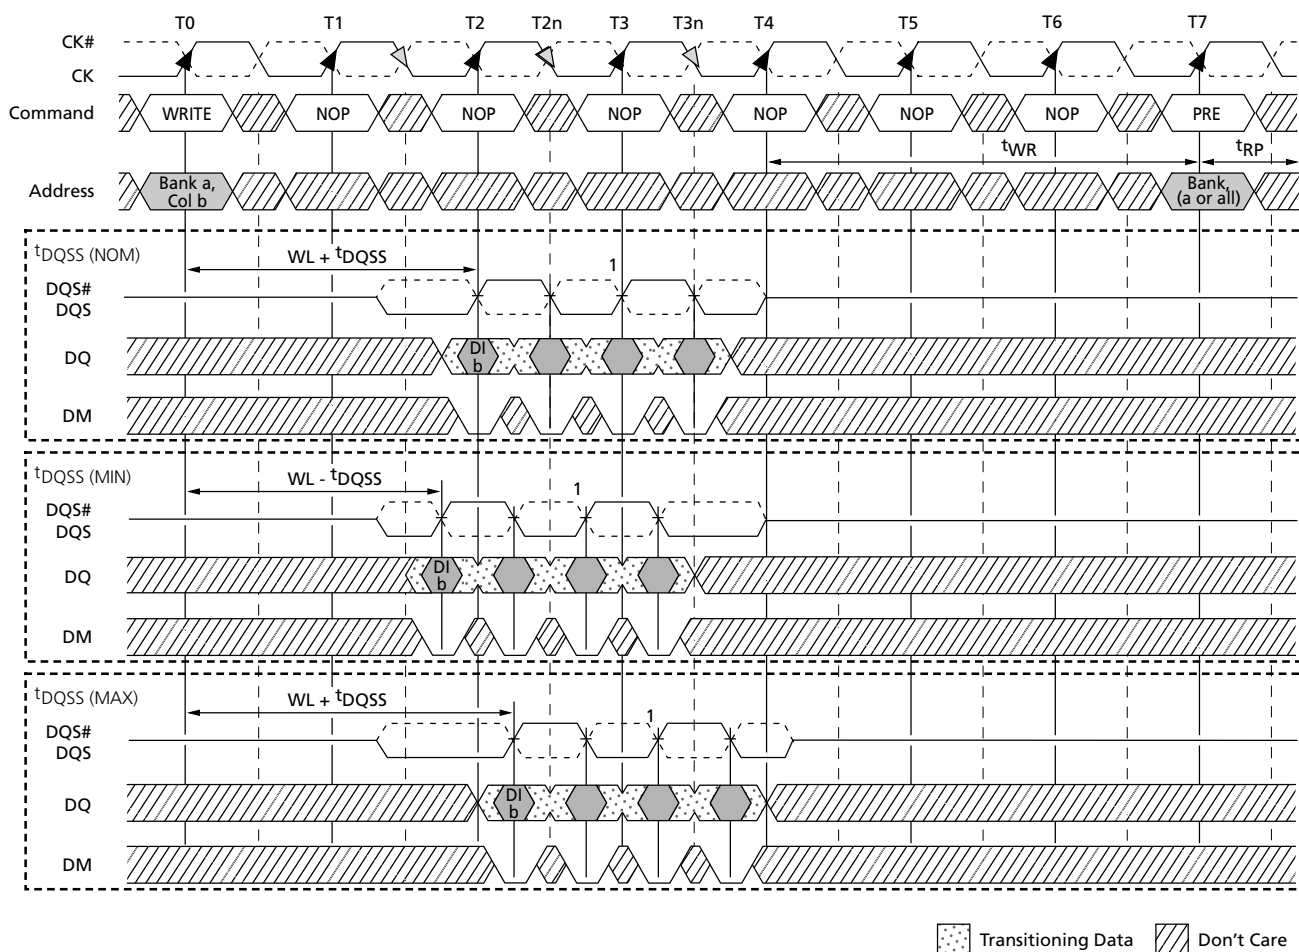 T0 T1 T2 T2n T3 T3n T4 T5 T6 T7
CK#
CK
Command WRITE NOP NOP NOP NOP NOP NOP PRE
tWR tRP
Address Bank a, Col b Bank, (a or all)
tDQSS (NOM)
WL + tDQSS 1
DQS#
DQS
DQ DI b
DM
tDQSS (MIN)
WL - tDQSS 1
DQS#
DQS
DQ DI b
DM
tDQSS (MAX)
WL + tDQSS 1
DQS#
DQS
DQ DI b
DM
Transitioning Data Don't Care